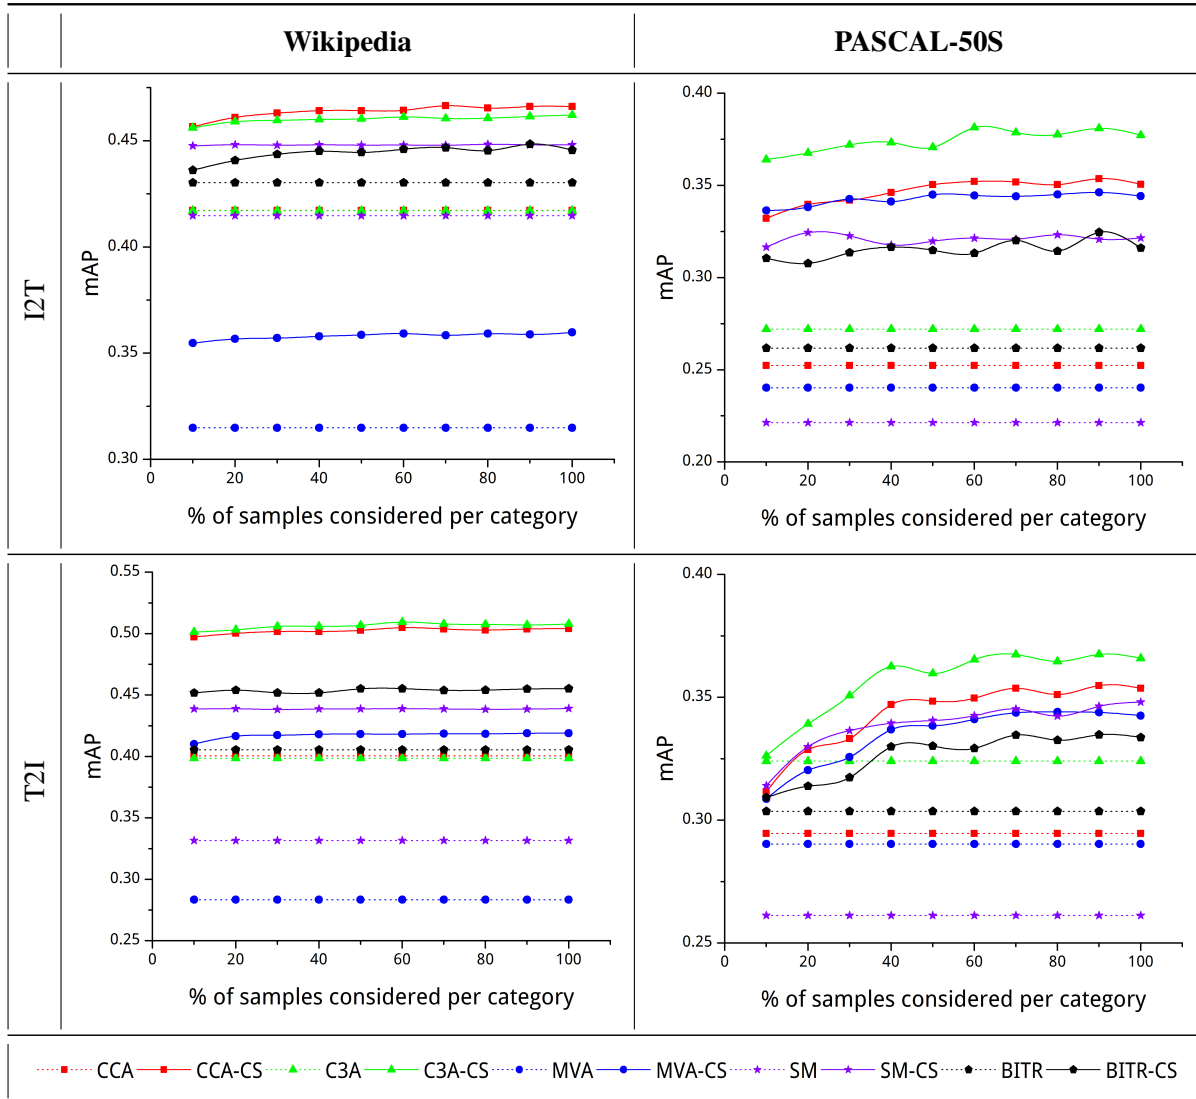 Wikipedia PASCAL-50S
I2T
mAP
0.45
0.40
0.35
0.30
0 20 40 60 80 100
% of samples considered per category
mAP
0.40
0.35
0.30
0.25
0.20
0 20 40 60 80 100
% of samples considered per category
T2I
mAP
0.55
0.50
0.45
0.40
0.35
0.30
0.25
0 20 40 60 80 100
% of samples considered per category
mAP
0.40
0.35
0.30
0.25
0 20 40 60 80 100
% of samples considered per category
CCA CCA-CS C3A C3A-CS MVA MVA-CS SM SM-CS BITR BITR-CS